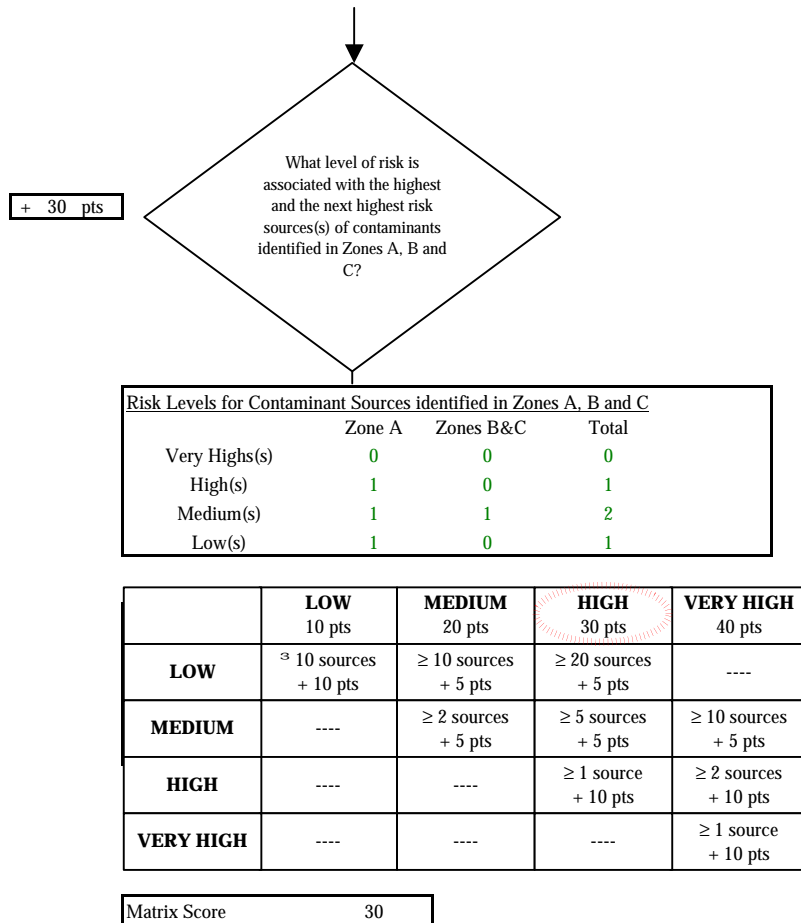 What level of risk is
associated with the highest
and the next highest risk
sources(s) of contaminants
identified in Zones A, B and
C?
+ 30 pts
Risk Levels for Contaminant Sources identified in Zones A, B and C
Zone A Zones B&C Total
Very Highs(s) 0 0 0
High(s) 1 0 1
Medium(s) 1 1 2
Low(s) 1 0 1
LOW MEDIUM HIGH VERY HIGH
10 pts 20 pts 30 pts 40 pts
LOW ³ 10 sources ≥ 10 sources ≥ 20 sources ----
+ 10 pts + 5 pts + 5 pts
MEDIUM ---- ≥ 2 sources ≥ 5 sources ≥ 10 sources
+ 5 pts + 5 pts + 5 pts
HIGH ---- ---- ≥ 1 source ≥ 2 sources
+ 10 pts + 10 pts
VERY HIGH ---- ---- ---- ≥ 1 source
+ 10 pts
Matrix Score 30